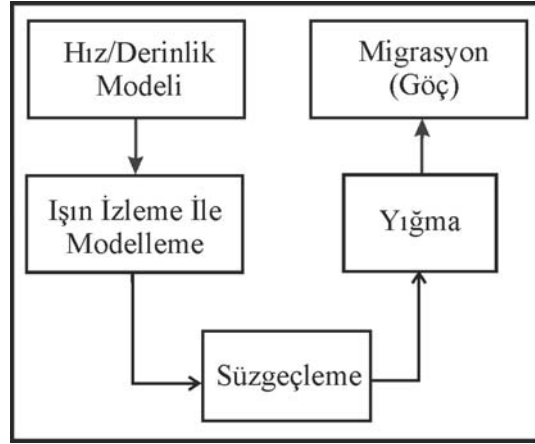 Hız/Derinlik
Modeli
Işın İzleme İle
Modelleme
Süzgeçleme
Yığma
Migrasyon
(Göç)